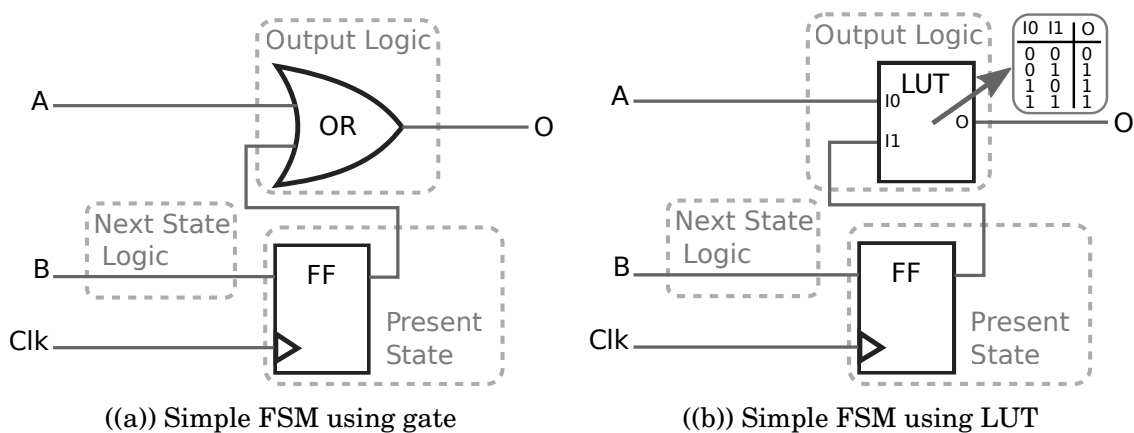 Output Logic
A
OR
O
Next State
Logic
B
FF
Clk
Present
State
((a)) Simple FSM using gate
Output Logic
I0 I1 O
0 0 0
0 1 1
1 0 1
1 1 1
LUT
A
I0
O
O
I1
Next State
Logic
B
FF
Clk
Present
State
((b)) Simple FSM using LUT